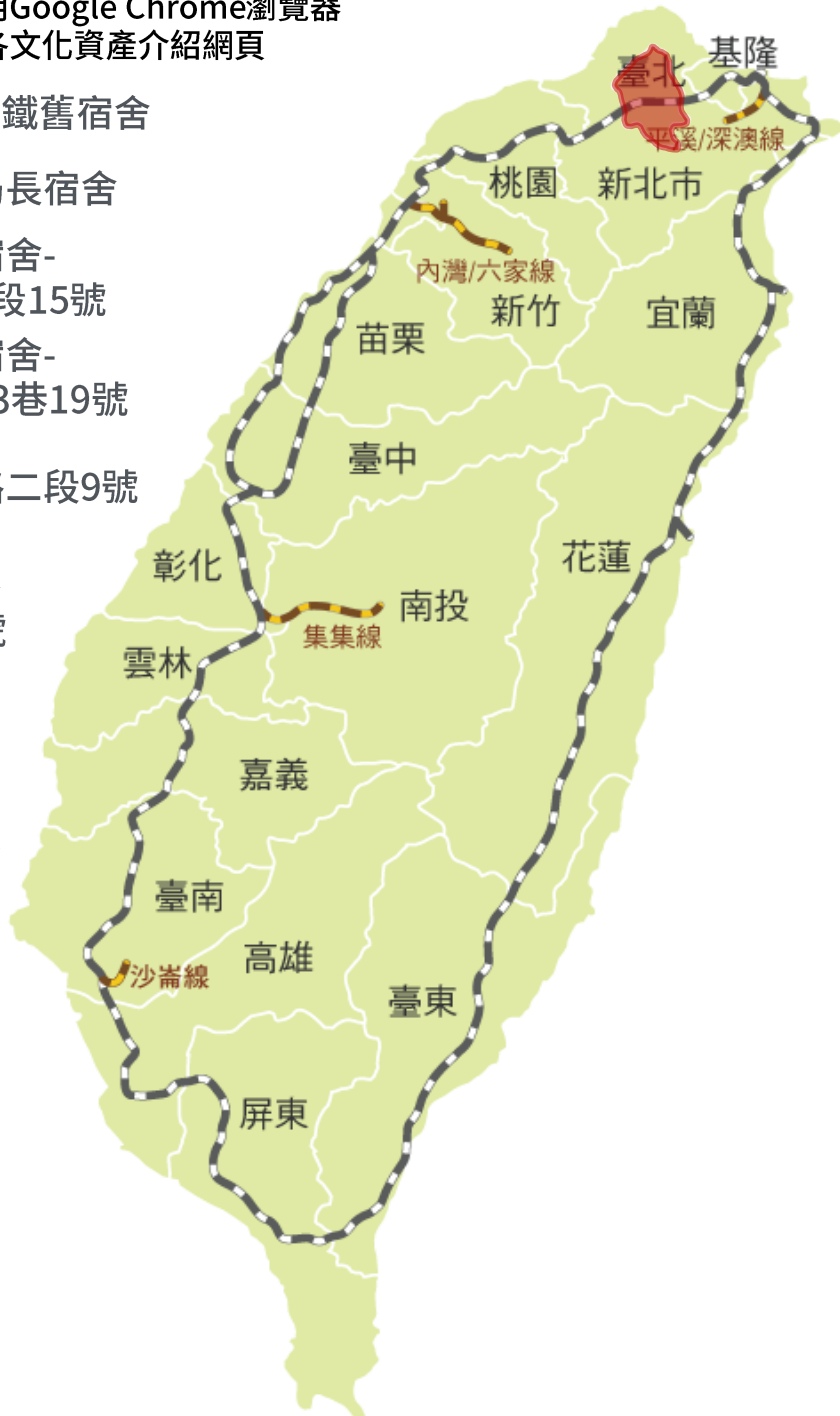 用Google Chrome瀏覽器
各文化資產介紹網頁
鐵舊宿舍
長宿舍
宿舍-
段15號
宿舍-
3巷19號
路二段9號
號
臺北
基隆
平溪/深澳線
桃園
新北市
內灣/六家線
新竹
宜蘭
苗栗
臺中
彰化
花蓮
南投
集集線
雲林
嘉義
臺南
高雄
沙崙線
臺東
屏東